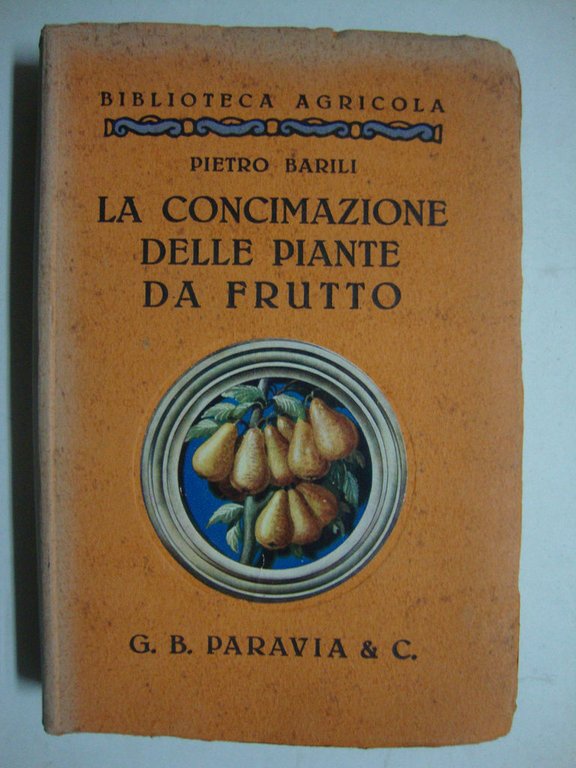 BIBLIOTECA AGRICOLA
PIETRO BARILI
LA CONCIMAZIONE
DELLE PIANTE
DA FRUTTO
G. B. PARAVIA & C.